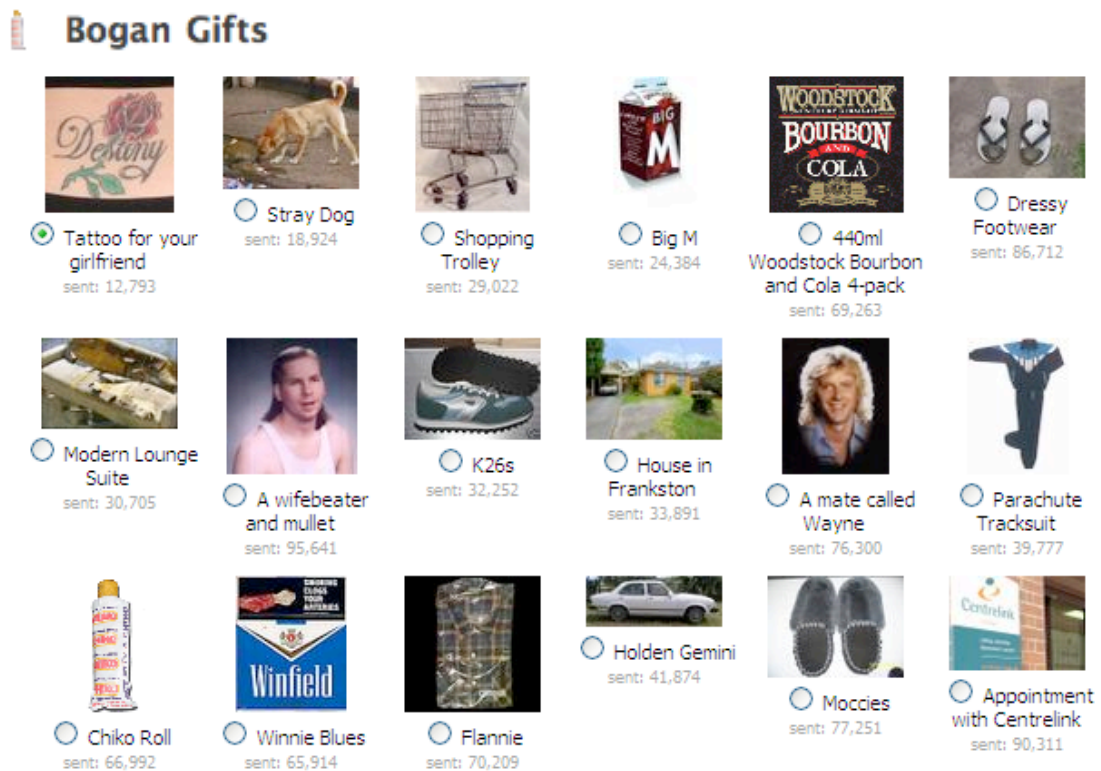 Bogan Gifts
Destiny
BIG
M
WOODSTOCK
BOURBON
AND
COLA
Tattoo for your
girlfriend
sent: 12,793
Stray Dog
sent: 18,924
Shopping
Trolley
sent: 29,022
Big M
sent: 24,384
440ml
Woodstock Bourbon
and Cola 4-pack
sent: 69,263
Dressy
Footwear
sent: 86,712
Modern Lounge
Suite
sent: 30,705
A wifebeater
and mullet
sent: 95,641
K26s
sent: 32,252
House in
Frankston
sent: 33,891
A mate called
Wayne
sent: 76,300
Parachute
Tracksuit
sent: 39,777
SMOKING
CLOGS
YOUR
ARTERIES
Winfield
Centrelink
Chiko Roll
sent: 66,992
Winnie Blues
sent: 65,914
Flannie
sent: 70,209
Holden Gemini
sent: 41,874
Moccies
sent: 77,251
Appointment
with Centrelink
sent: 90,311